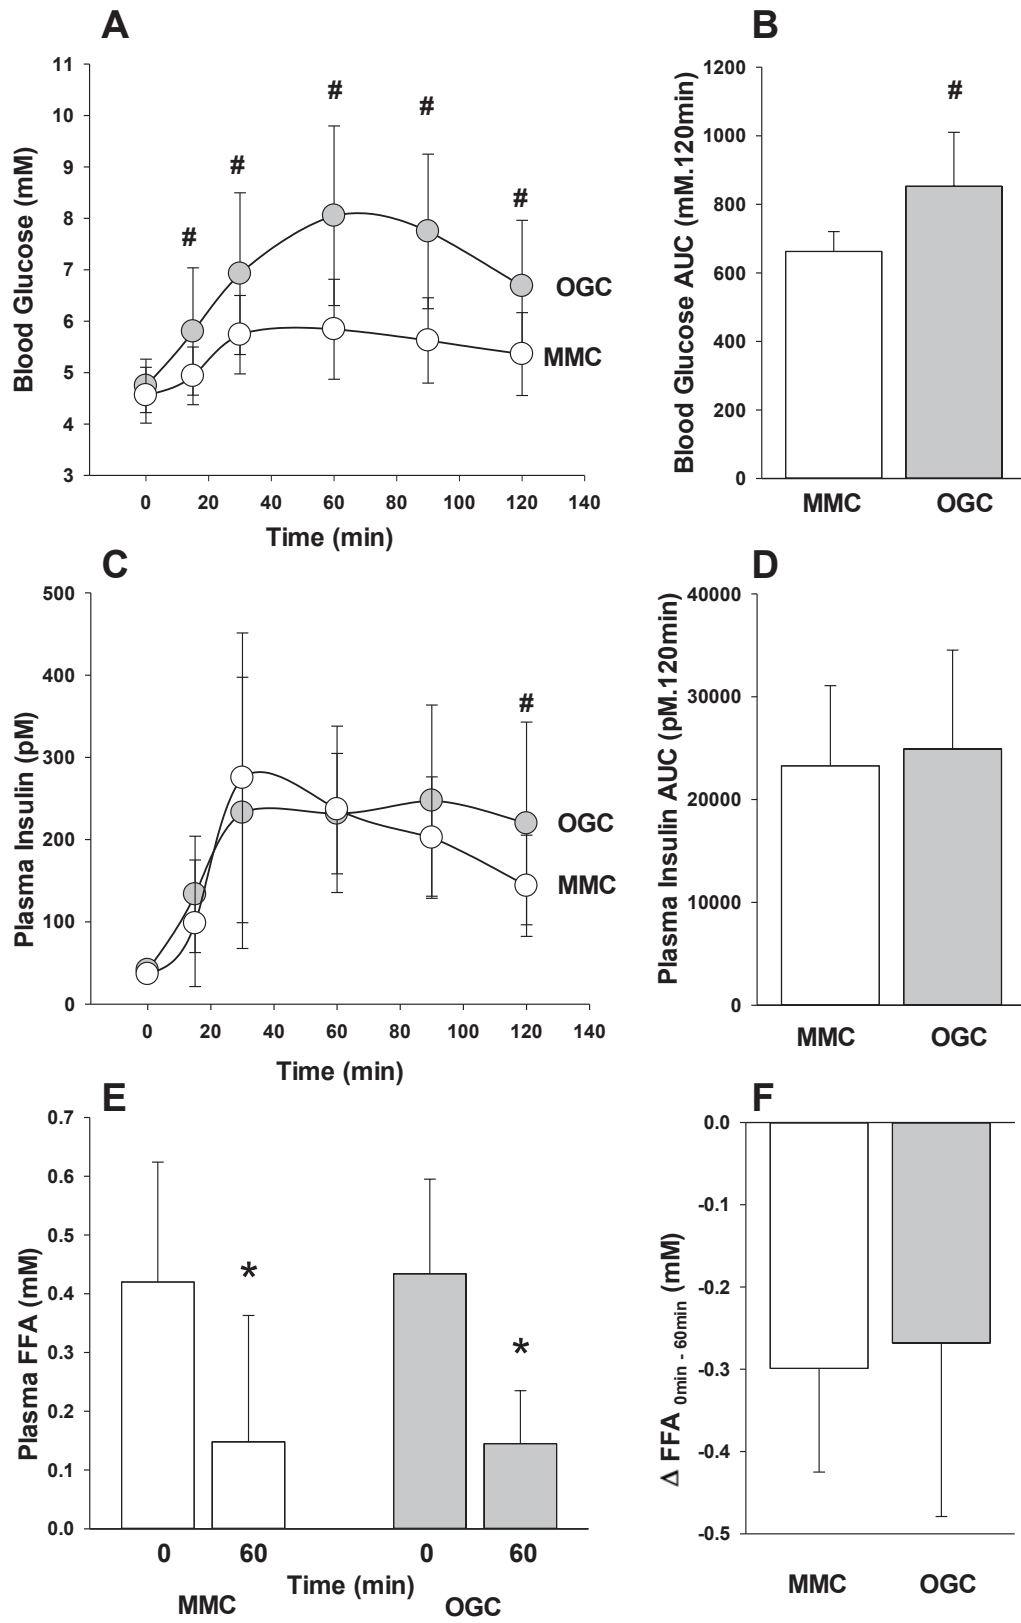 A
Blood Glucose (mM)
11
10
9
8
7
6
5
4
3
#
#
#
#
#
OGC
MMC
0 20 40 60 80 100 120 140
Time (min)
B
Blood Glucose AUC (mM.120min)
1200
1000
800
600
400
200
0
#
MMC OGC
C
Plasma Insulin (pM)
500
400
300
200
100
0
#
OGC
MMC
0 20 40 60 80 100 120 140
Time (min)
D
Plasma Insulin AUC (pM.120min)
40000
30000
20000
10000
0
MMC OGC
E
Plasma FFA (mM)
0.7
0.6
0.5
0.4
0.3
0.2
0.1
0.0
*
*
0 60 0 60
Time (min)
MMC OGC
F
Δ FFA 0min - 60min (mM)
0.0
-0.1
-0.2
-0.3
-0.4
-0.5
MMC OGC